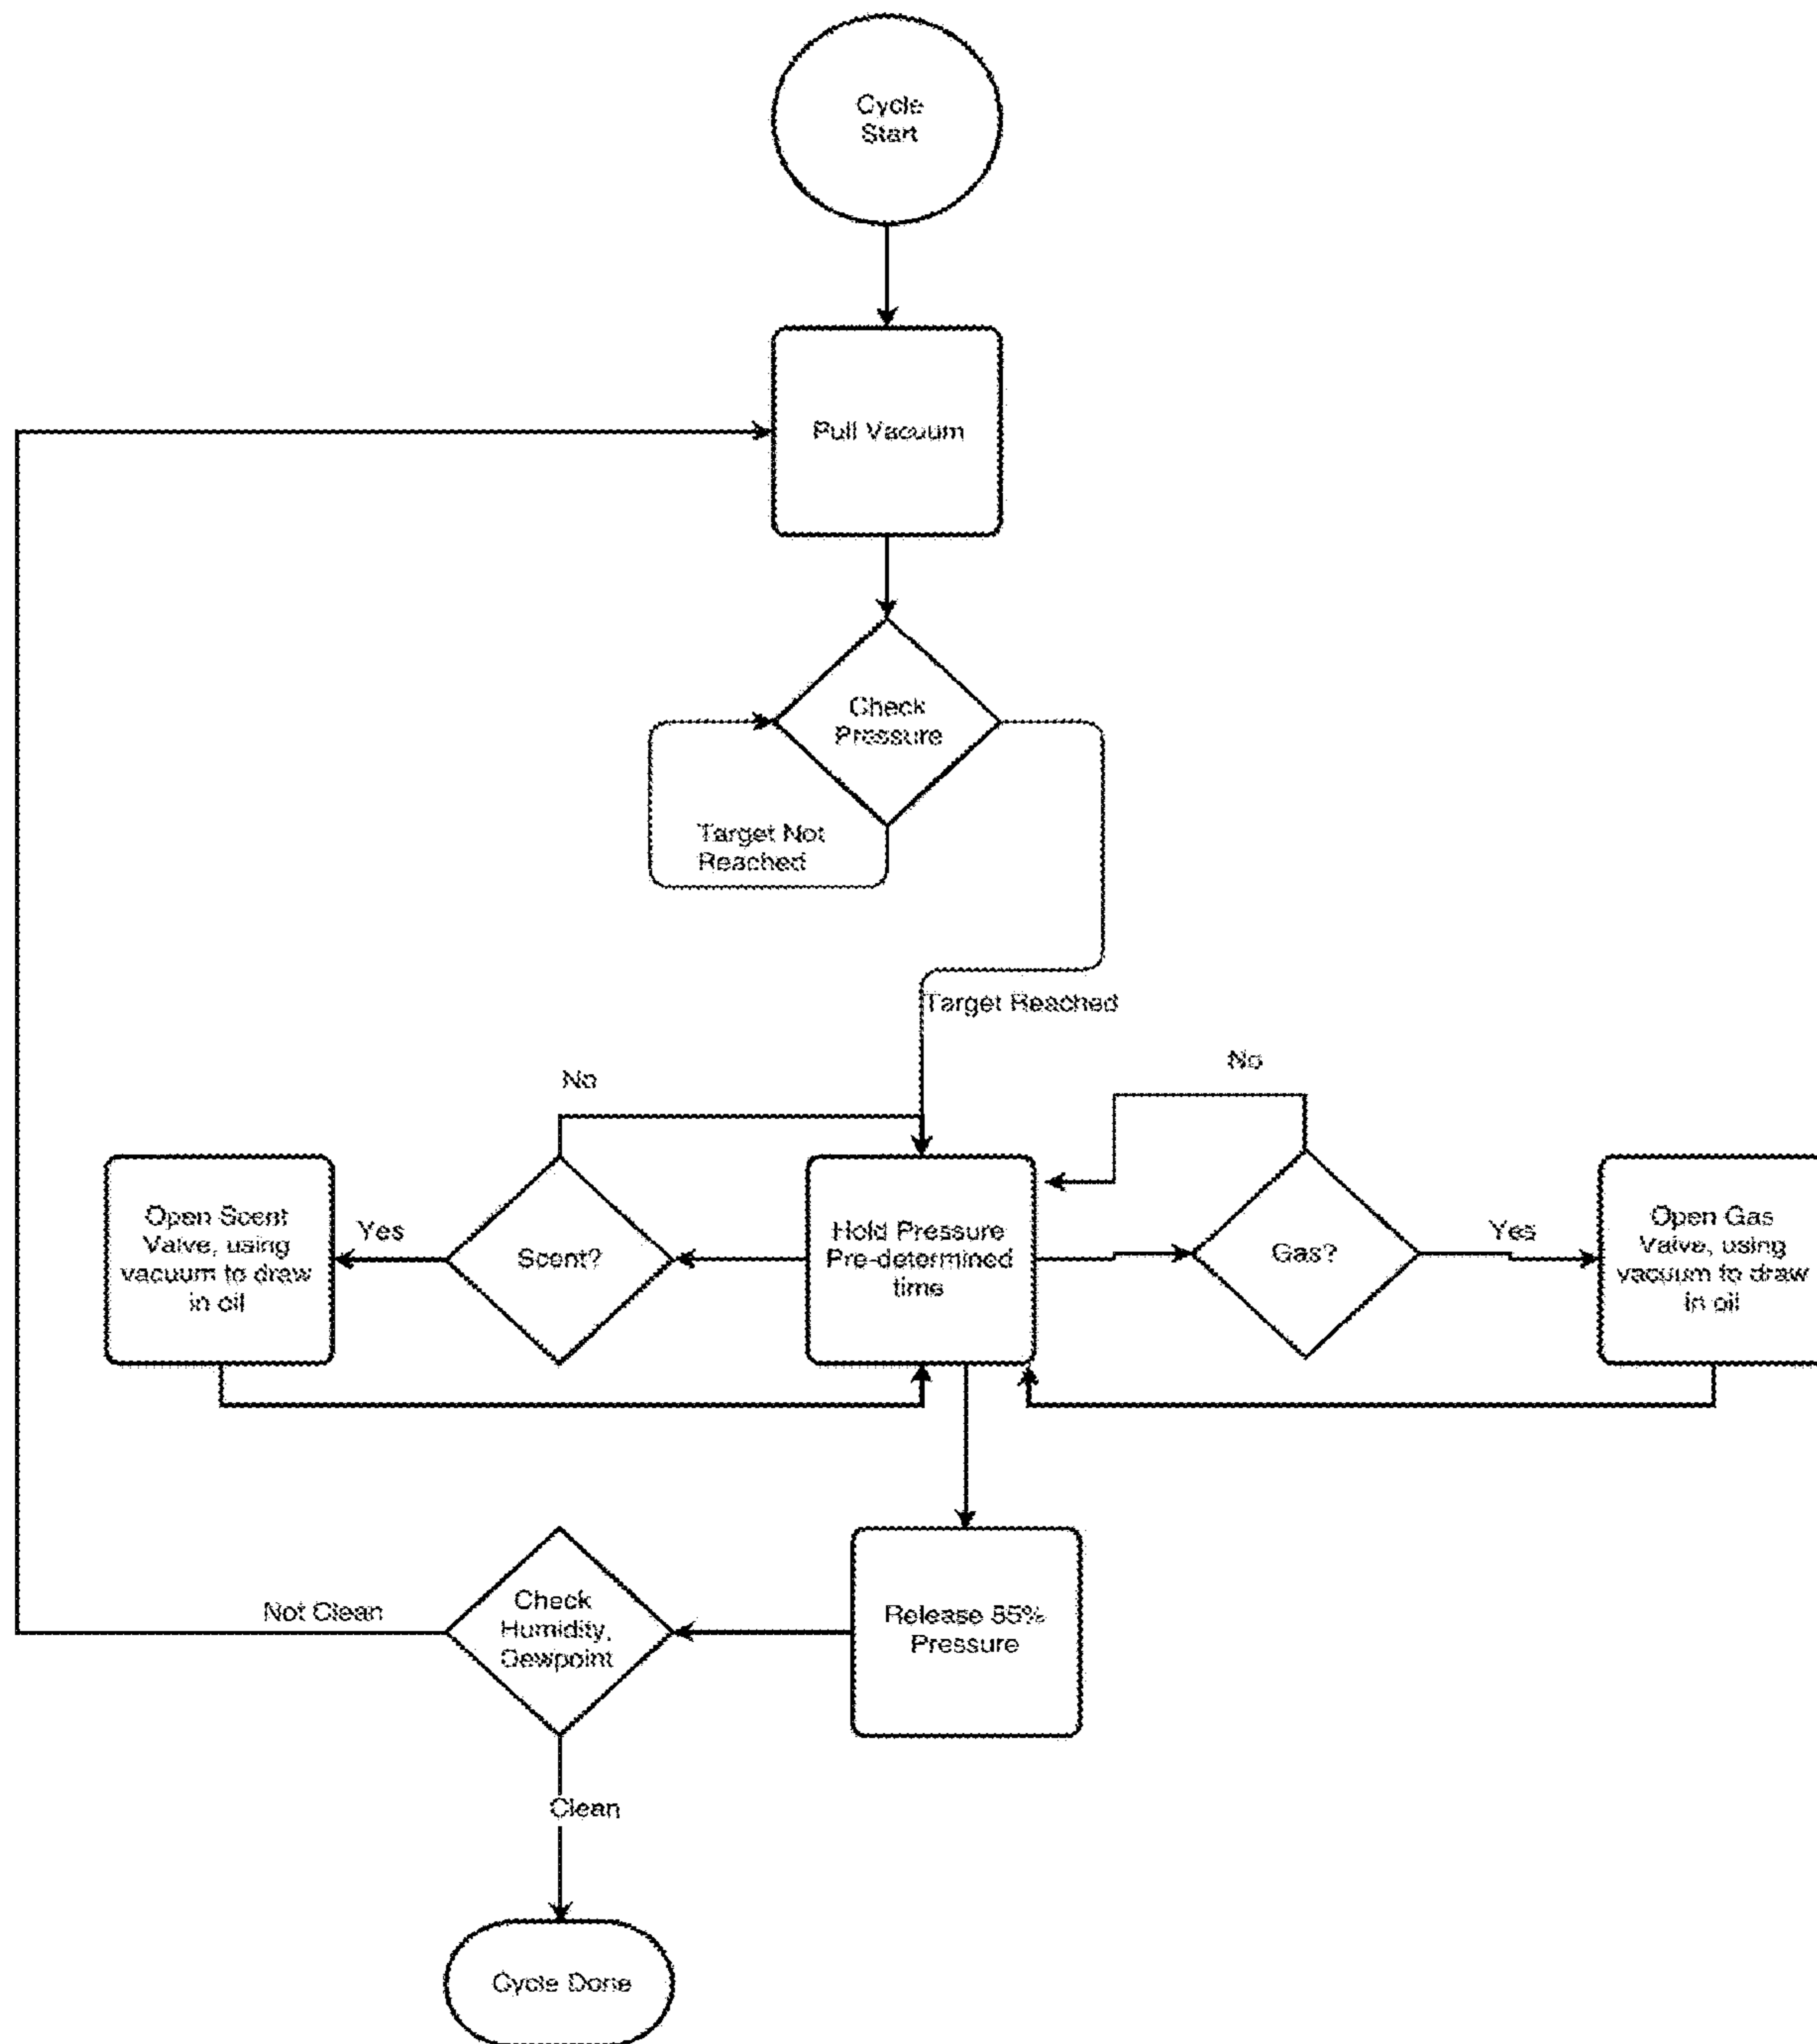 Cycle
Start
Pull Vacuum
Check
Pressure
Target Not
Reached
Target Reached
No
No
Open Scent
Valve, using
vacuum to draw
in oil
Yes
Scent?
Hold Pressure
Pre-determined
time
Gas?
Yes
Open Gas
Valve, using
vacuum to draw
in oil
Not Clean
Check
Humidity,
Dewpoint
Release 85%
Pressure
Clean
Cycle Done